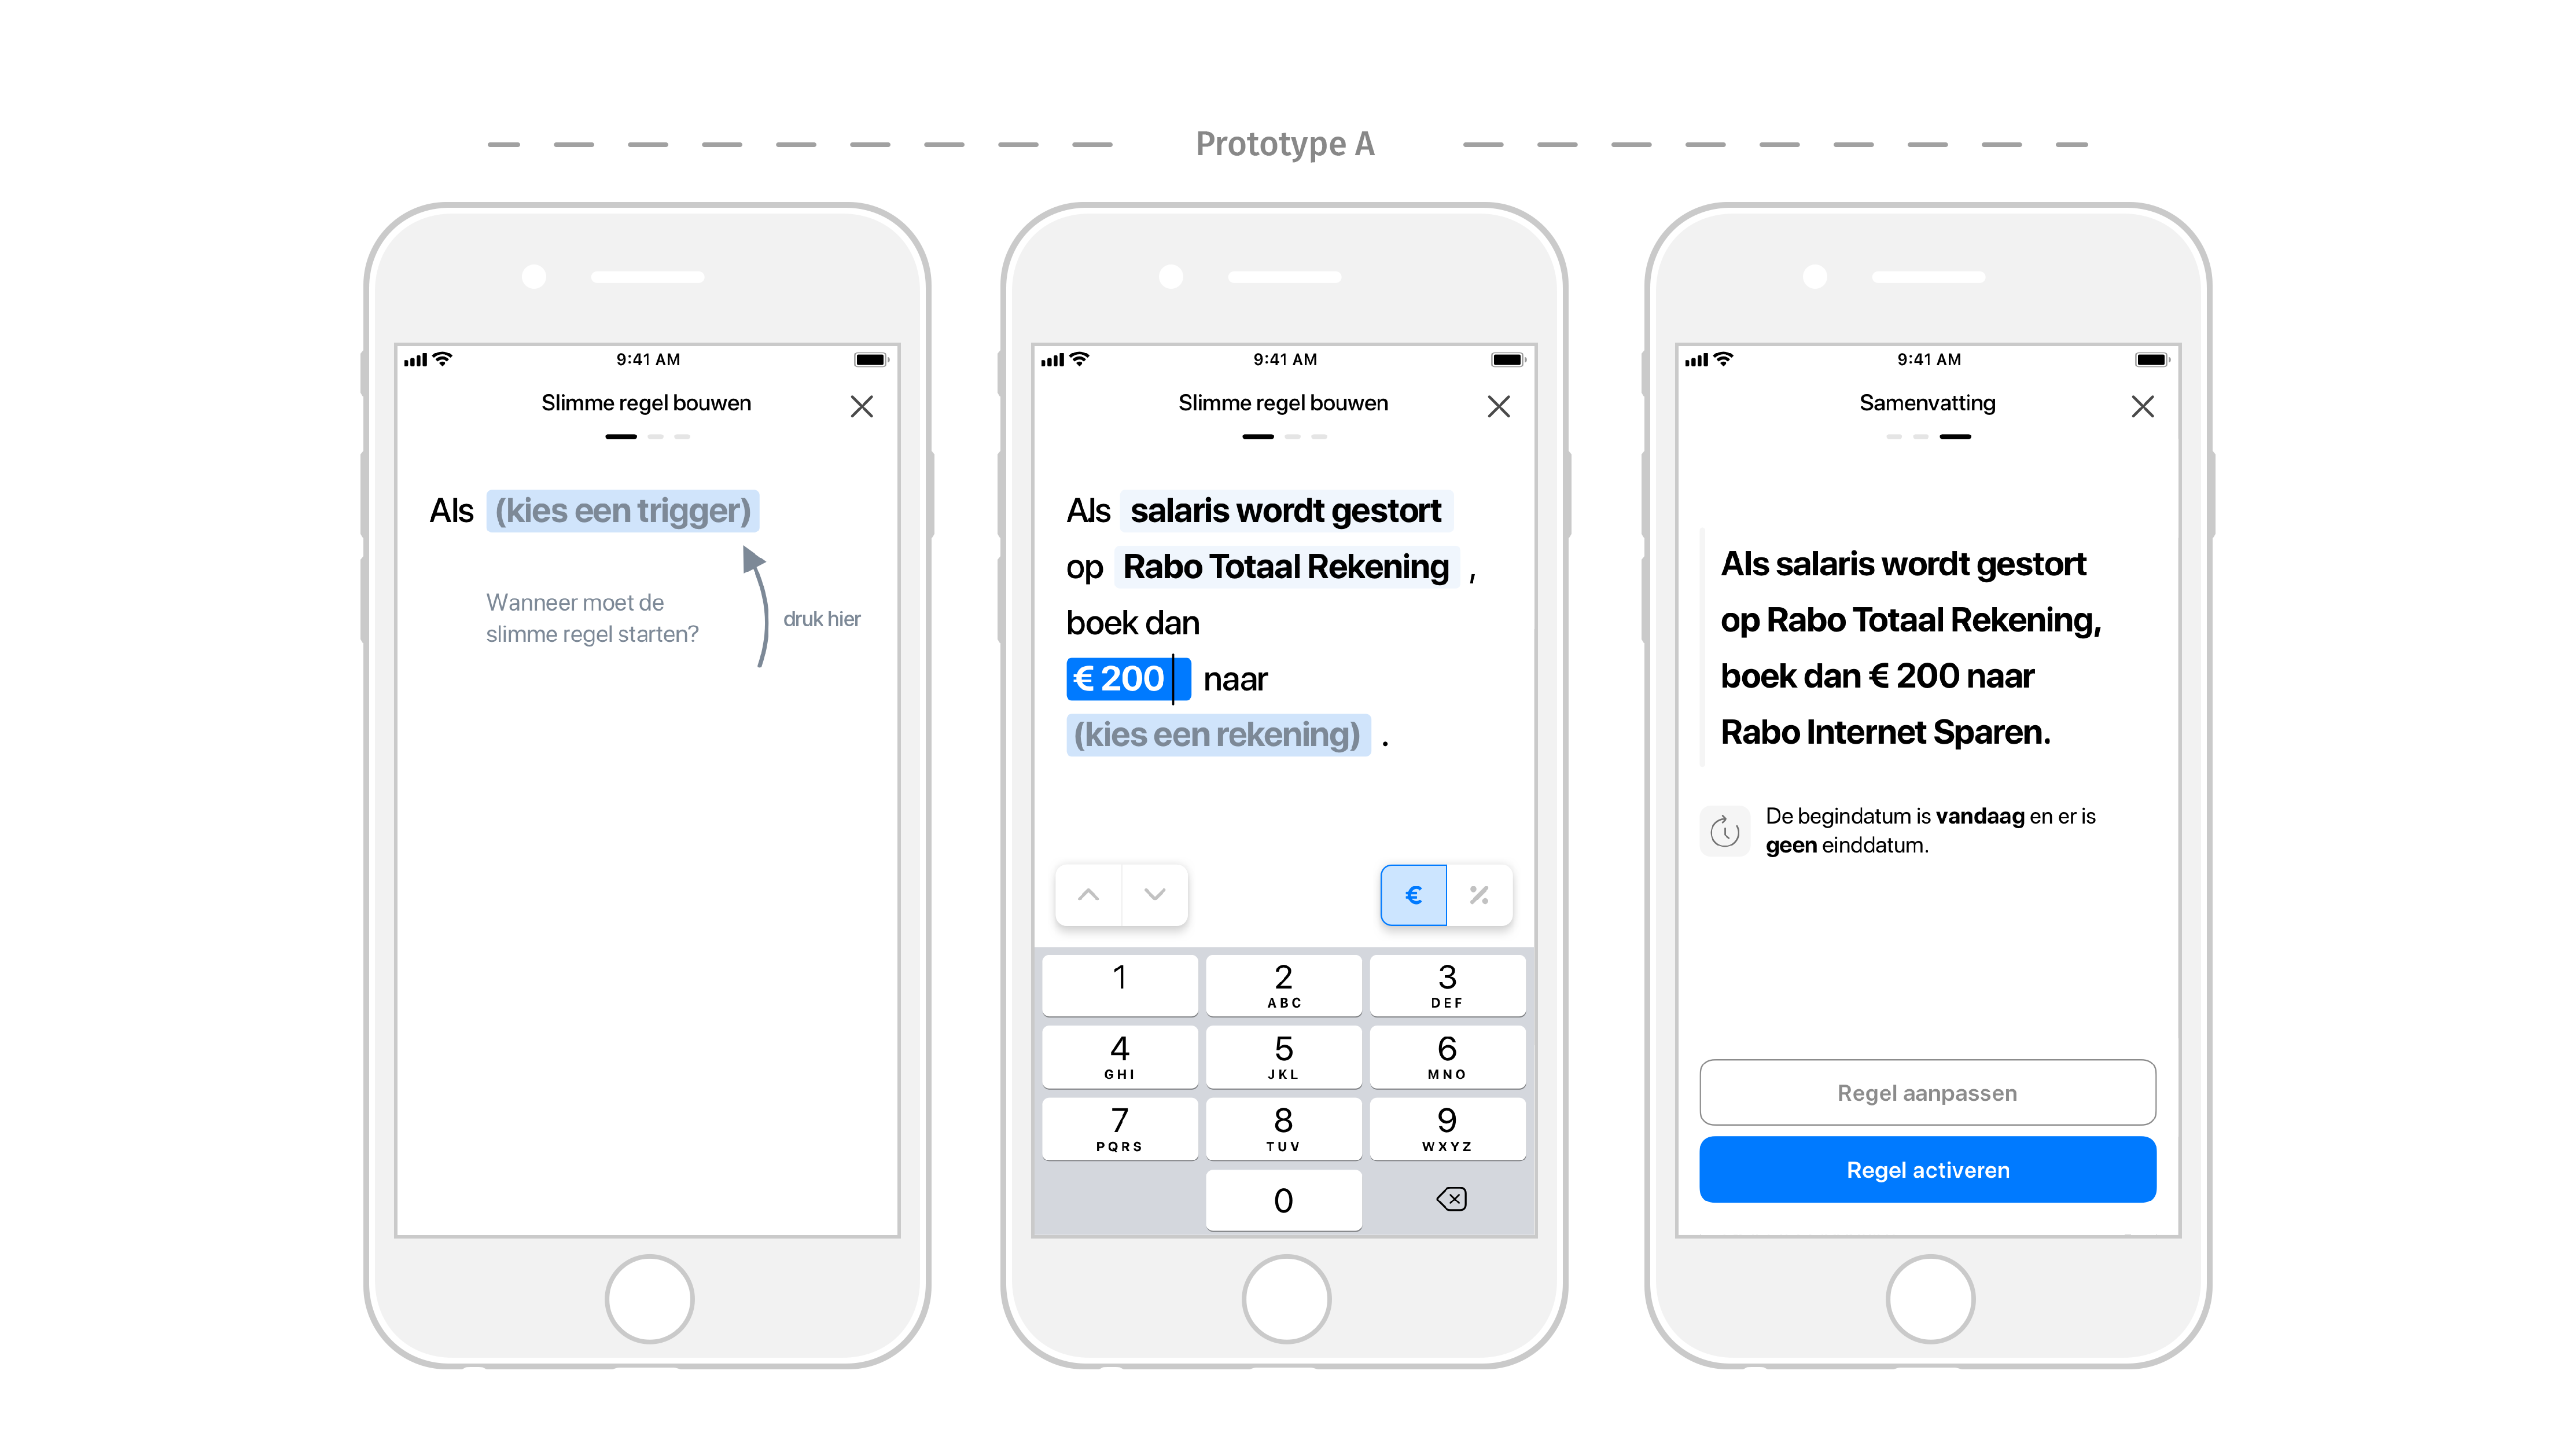 Prototype A
9:41 AM
Slimme regel bouwen
Als (kies een trigger)
Wanneer moet de
slimme regel starten?
druk hier
9:41 AM
Slimme regel bouwen
Als salaris wordt gestort
op Rabo Totaal Rekening ,
boek dan
€ 200 naar
(kies een rekening) .
€ %
1 2 3
ABC DEF
4 5 6
GHI JKL MNO
7 8 9
PQRS TUV WXYZ
0
9:41 AM
Samenvatting
Als salaris wordt gestort
op Rabo Totaal Rekening,
boek dan € 200 naar
Rabo Internet Sparen.
De begindatum is vandaag en er is
geen einddatum.
Regel aanpassen
Regel activeren